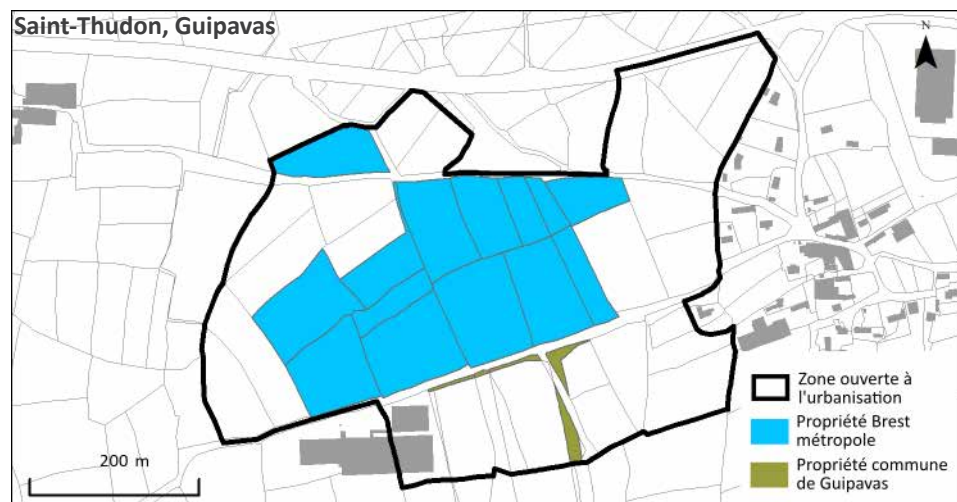 Saint-Thudon, Guipavas
N
Zone ouverte à
l'urbanisation
Propriété Brest
métropole
Propriété commune
de Guipavas
200 m